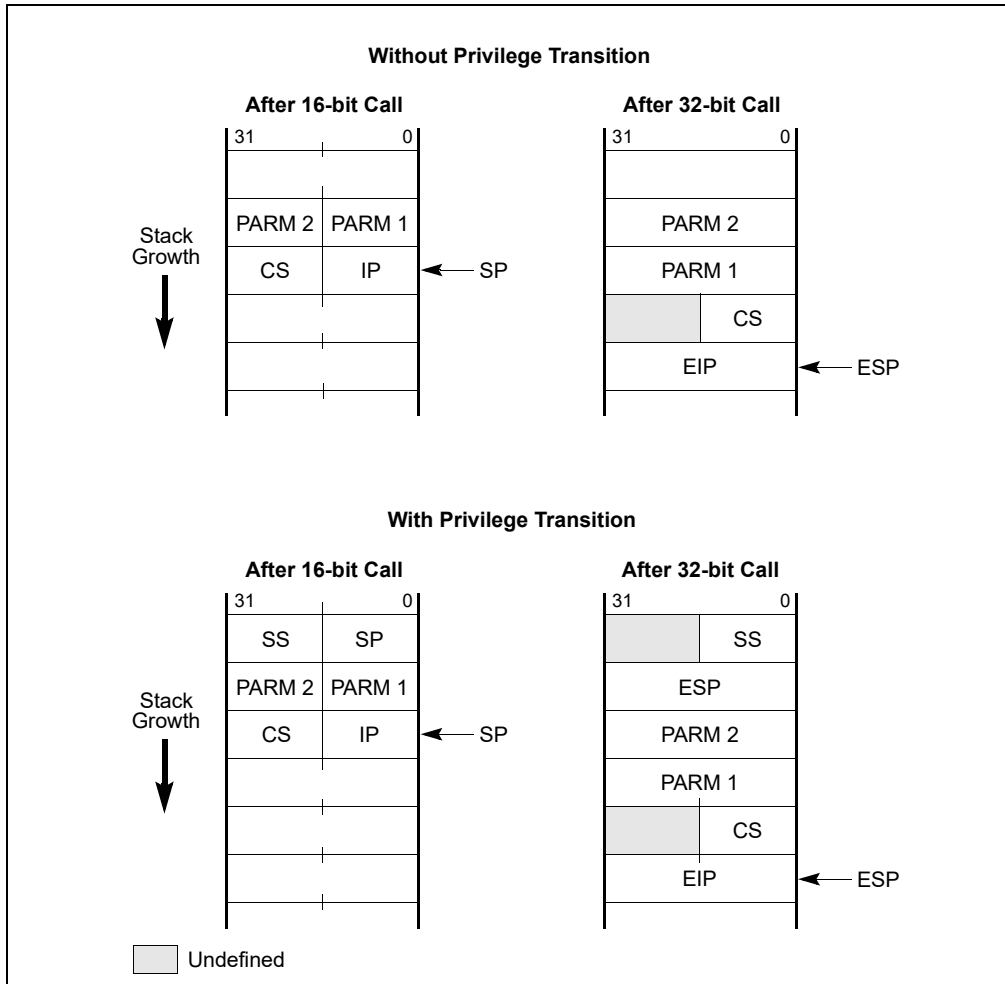 Without Privilege Transition
After 16-bit Call
After 32-bit Call
31 0
31 0
PARM 2 PARM 1
PARM 2
Stack
Growth
CS IP
SP
PARM 1
CS
EIP
ESP
With Privilege Transition
After 16-bit Call
After 32-bit Call
31 0
31 0
SS SP
SS
PARM 2 PARM 1
ESP
Stack
Growth
CS IP
SP
PARM 2
PARM 1
CS
EIP
ESP
Undefined